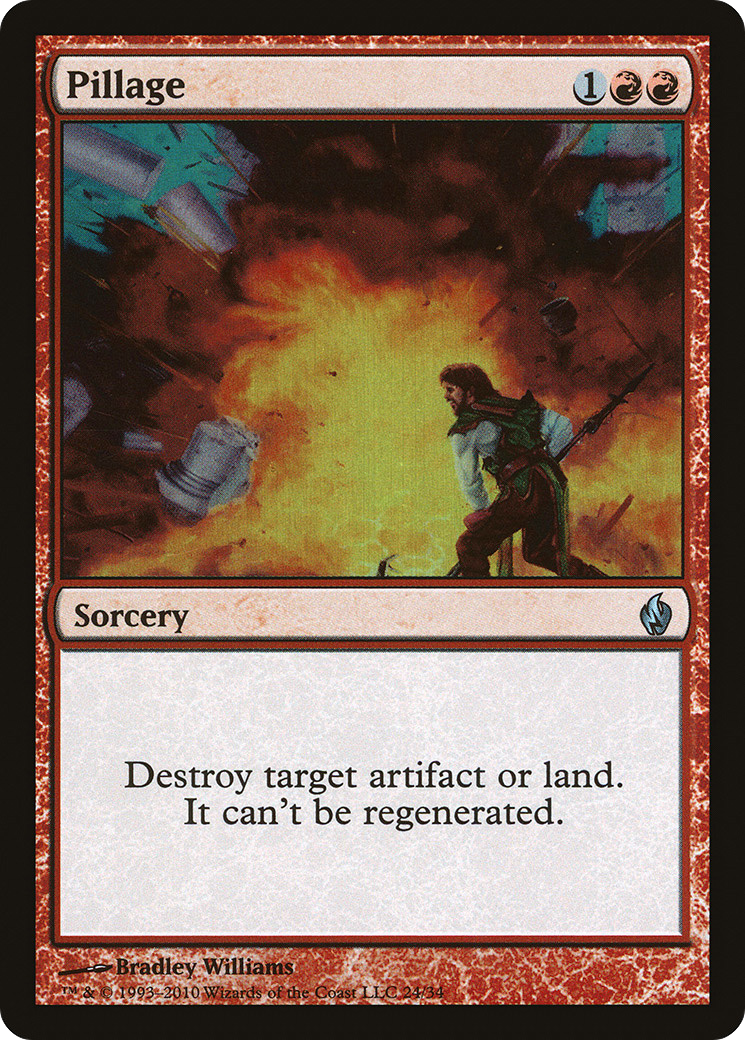 Pillage 1
Sorcery
Destroy target artifact or land.
It can't be regenerated.
Bradley Williams
™ & © 1993–2010 Wizards of the Coast LLC 24/34